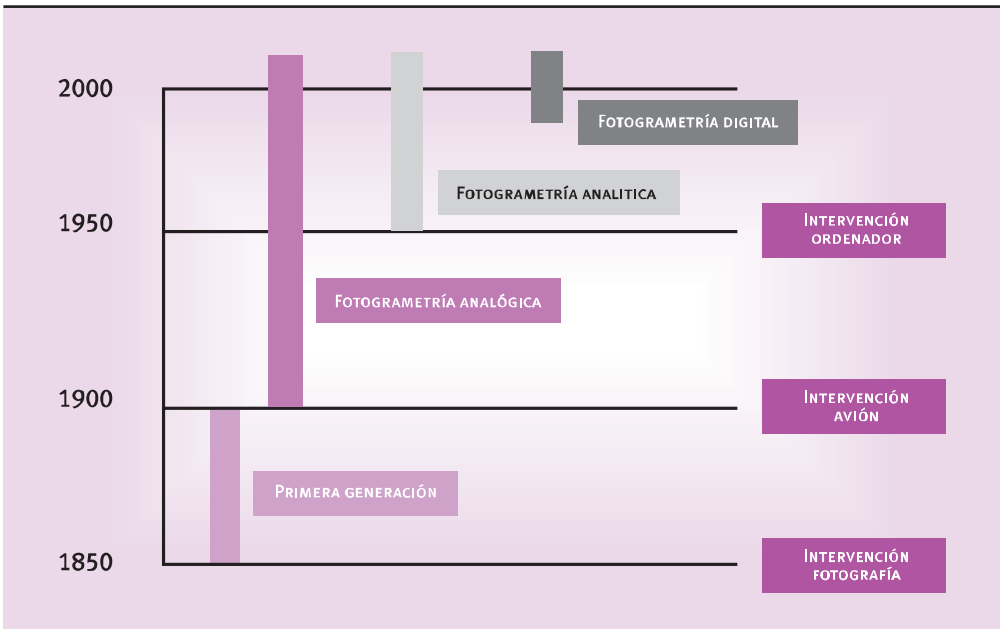 2000
Fotogrametría digital
Fotogrametría analitica
1950
Intervención
ordenador
Fotogrametría analógica
1900
Intervención
avión
Primera generación
1850
Intervención
fotografía